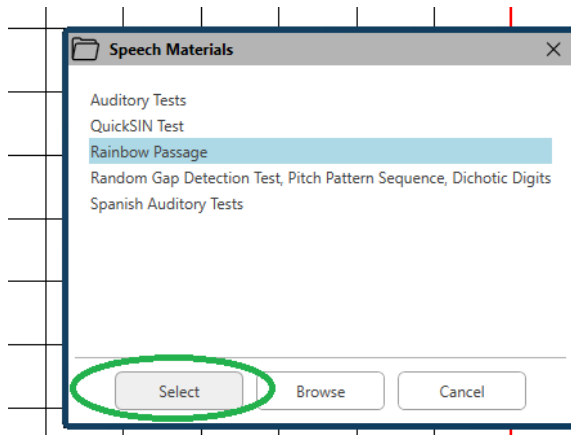 Speech Materials
Auditory Tests
QuickSIN Test
Rainbow Passage
Random Gap Detection Test, Pitch Pattern Sequence, Dichotic Digits
Spanish Auditory Tests
Select Browse Cancel